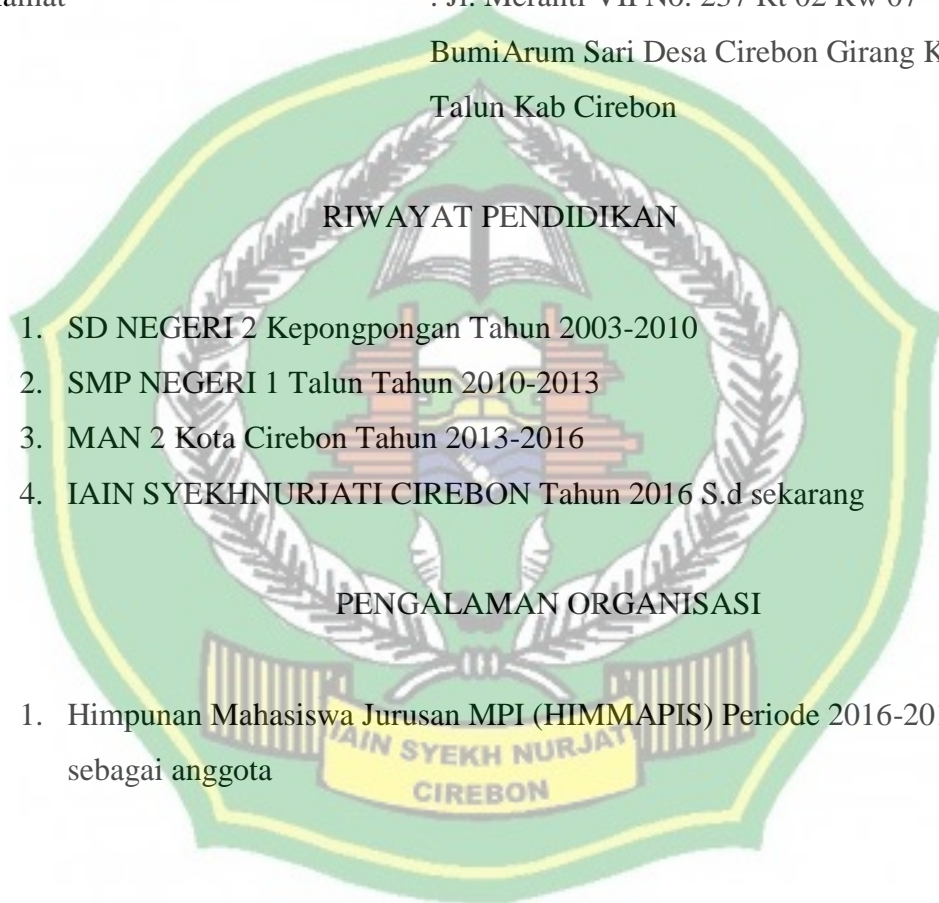 : Jl. Meranti VII No. 237 Rt 02 Rw 07
BumiArum Sari Desa Cirebon Girang
Talun Kab Cirebon
RIWAYAT PENDIDIKAN
1. SD NEGERI 2 Kepongpongan Tahun 2003-2010
2. SMP NEGERI 1 Talun Tahun 2010-2013
3. MAN 2 Kota Cirebon Tahun 2013-2016
4. IAIN SYEKHNURJATI CIREBON Tahun 2016 S.d sekarang
PENGALAMAN ORGANISASI
1. Himpunan Mahasiswa Jurusan MPI (HIMMAPIS) Periode 2016-20
sebagai anggota
IAIN SYEKH NURJATI
CIREBON